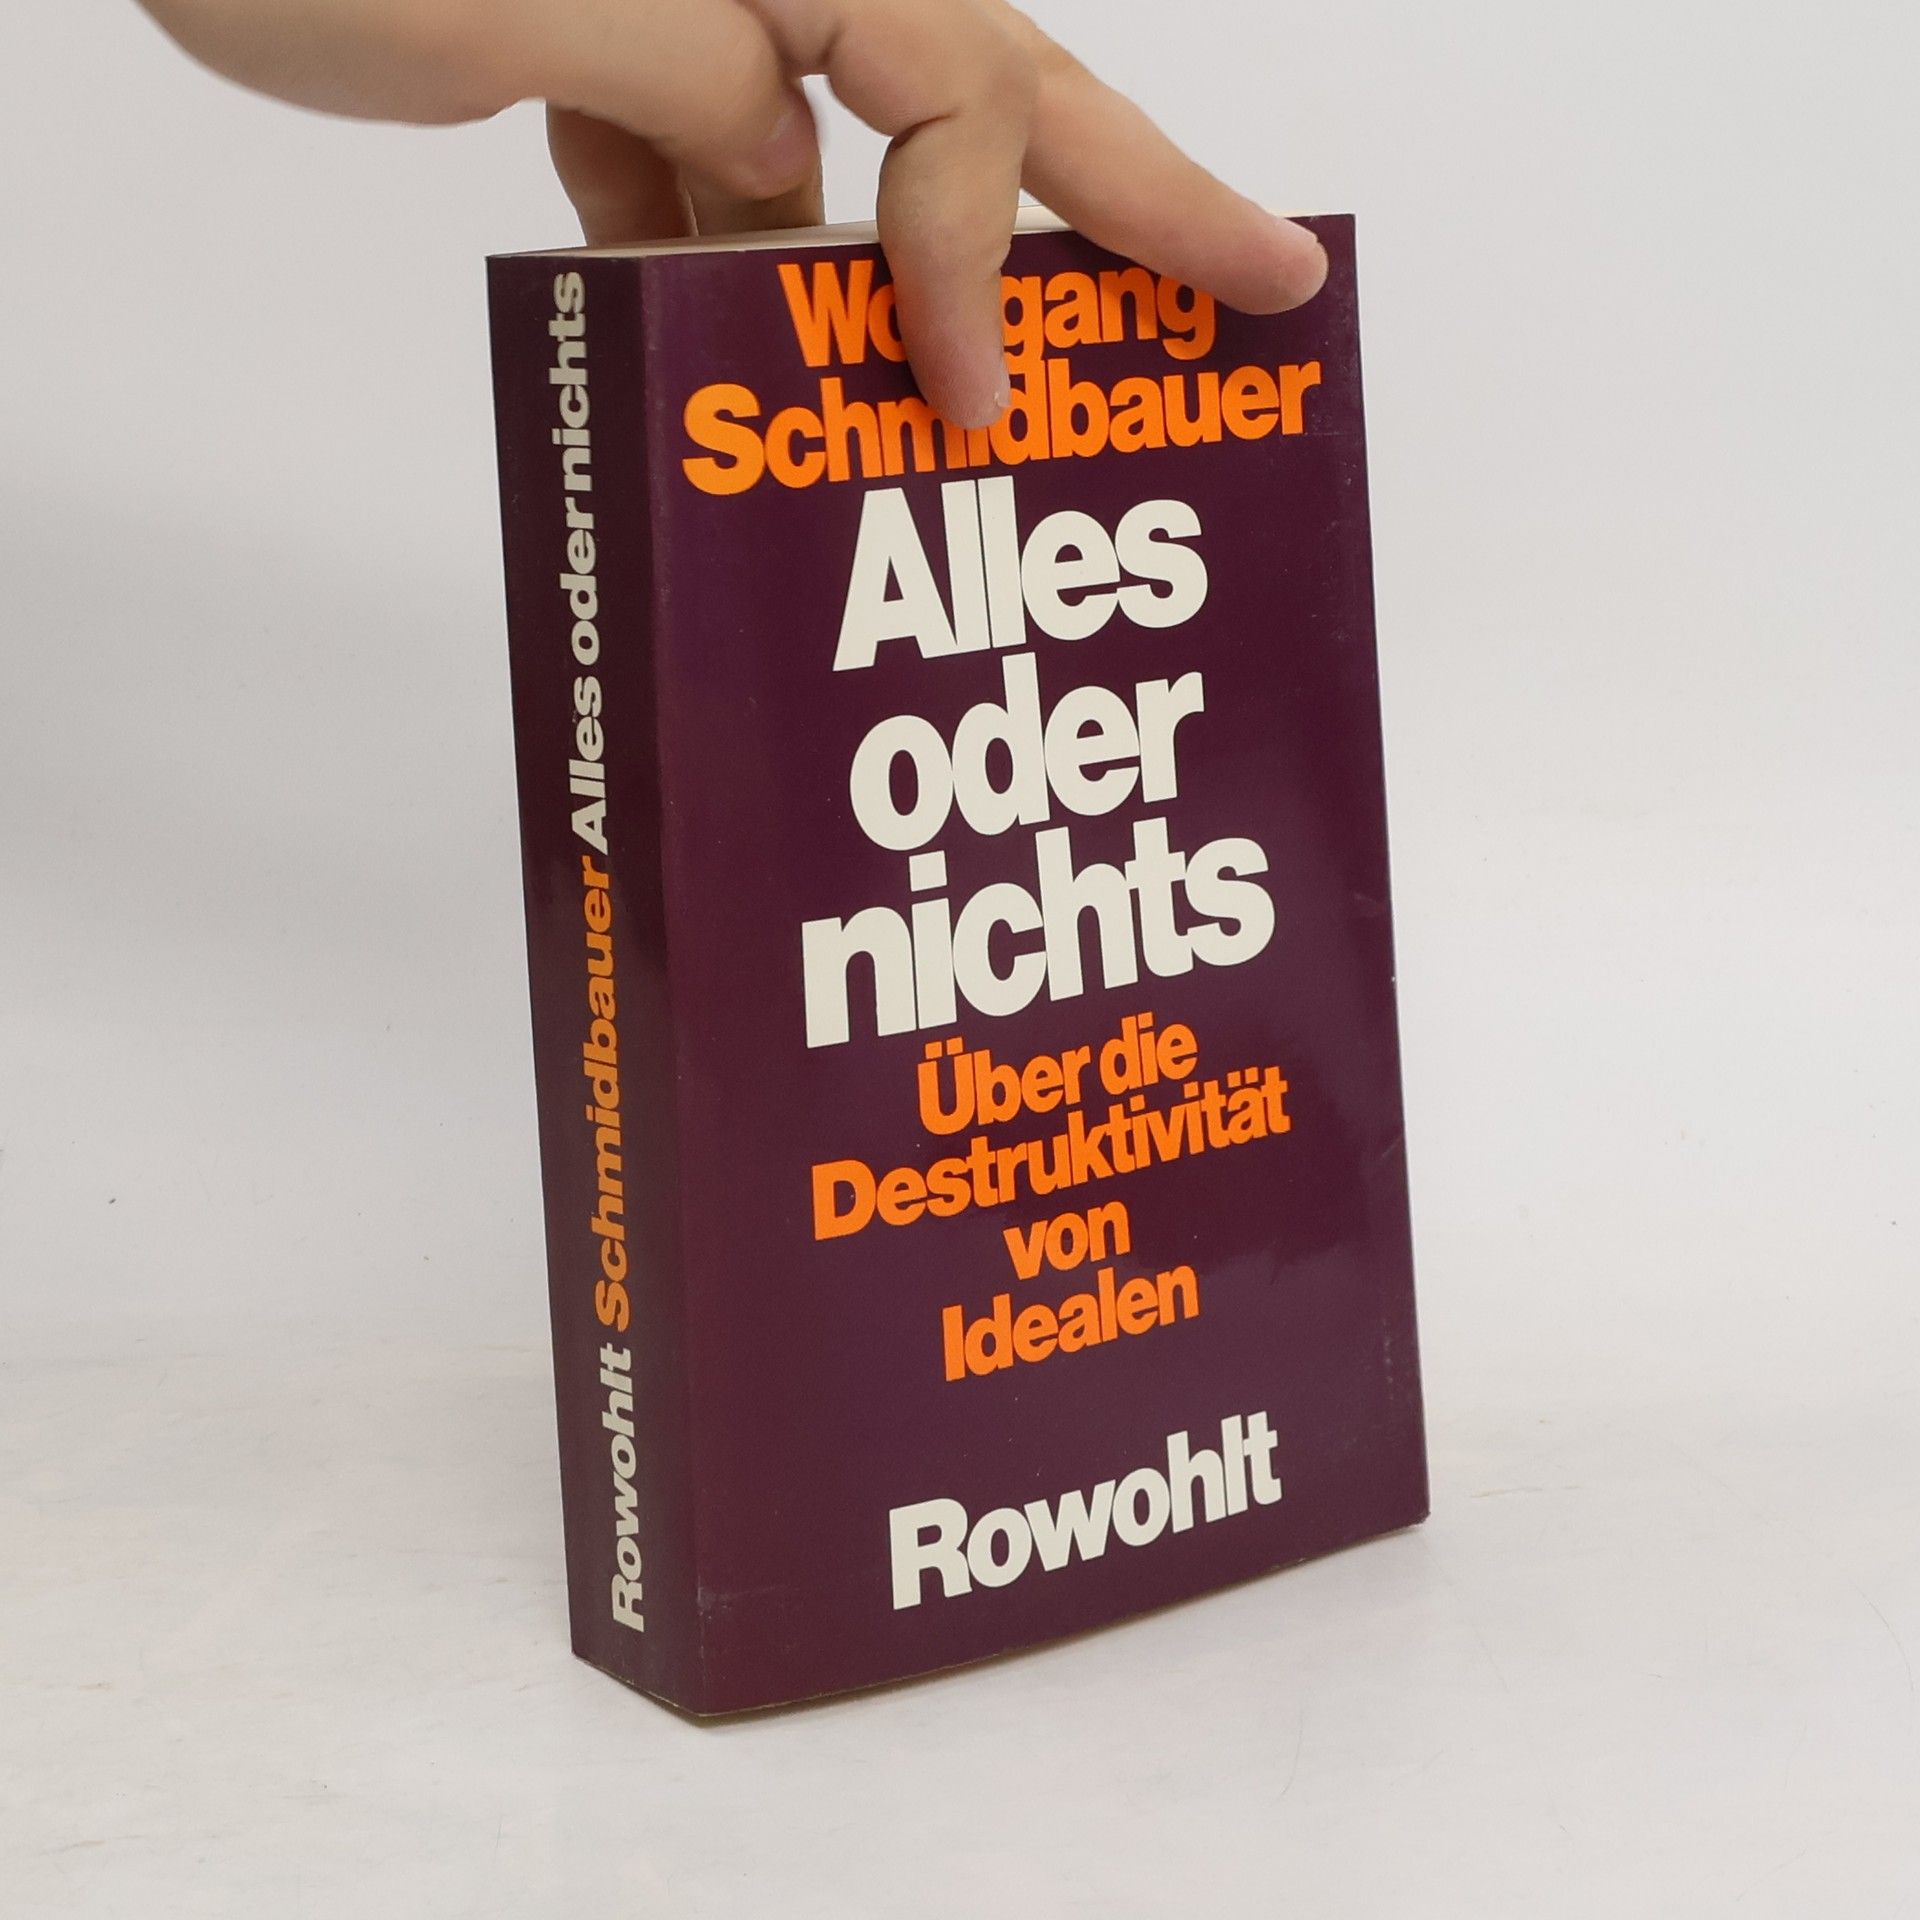 Rowohlt Schmidbauer Alles oder nichts
Schmidbauer
Alles
oder
nichts
Über die
Destruktivität
von
Idealen
Rowohlt